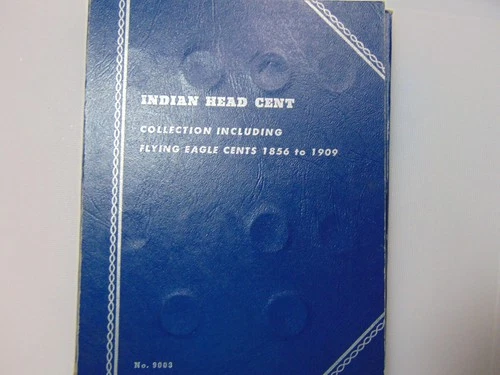 INDIAN HEAD CENT
COLLECTION INCLUDING
FLYING EAGLE CENTS 1856 to 1909
No. 9003